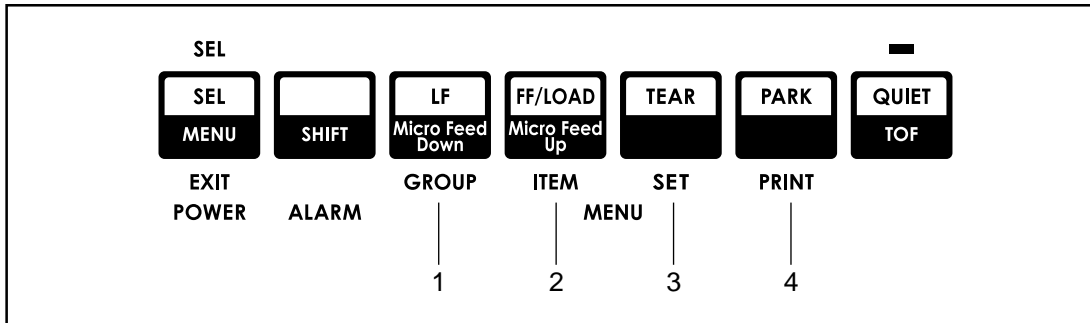 SEL
SEL LF FF/LOAD TEAR PARK QUIET
MENU SHIFT Micro Feed Down Micro Feed Up TOF
EXIT GROUP ITEM SET PRINT
POWER ALARM MENU
1 2 3 4